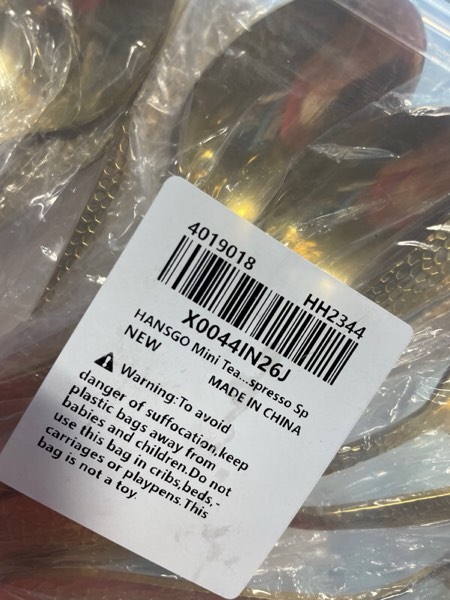 4019018 HH2344
X0044IN26J
HANSGO Mini Tea...spresso Sp
NEW MADE IN CHINA
Warning:To avoid
danger of suffocation,keep
plastic bags away from
babies and children.Do not
use this bag in cribs,beds,-
carriages or playpens.This
bag is not a toy.